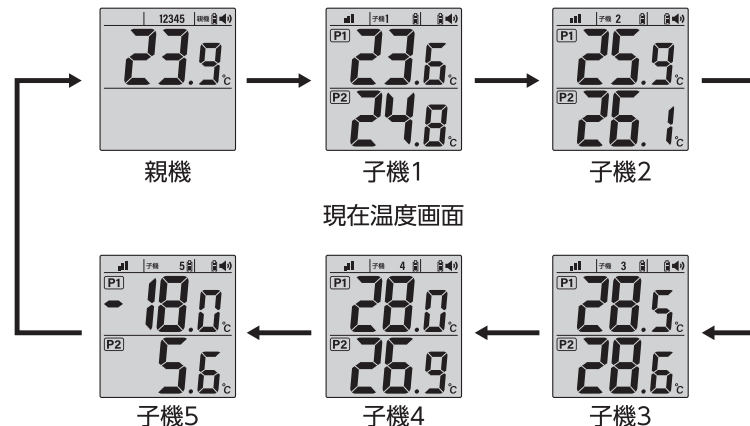 12345 親機
23.9℃
親機
子機1
P1 23.6℃
P2 24.8℃
子機1
子機 2
P1 25.9℃
P2 26.1℃
子機2
現在温度画面
子機 5
P1 -18.0℃
P2 5.6℃
子機5
子機 4
P1 28.0℃
P2 26.9℃
子機4
子機 3
P1 28.5℃
P2 28.6℃
子機3